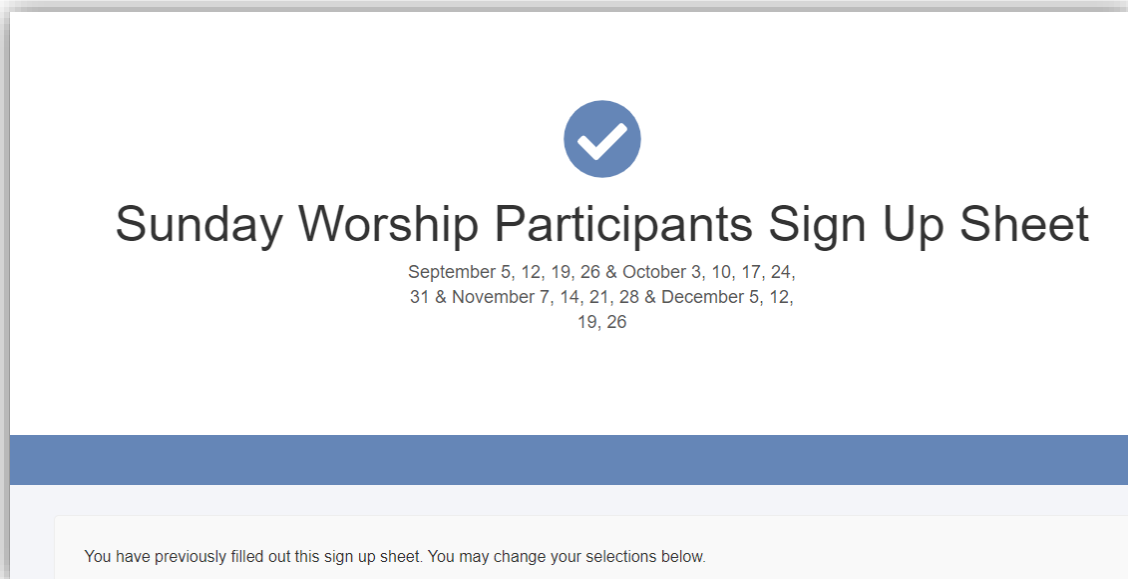 Sunday Worship Participants Sign Up Sheet
September 5, 12, 19, 26 & October 3, 10, 17, 24,
31 & November 7, 14, 21, 28 & December 5, 12,
19, 26
You have previously filled out this sign up sheet. You may change your selections below.